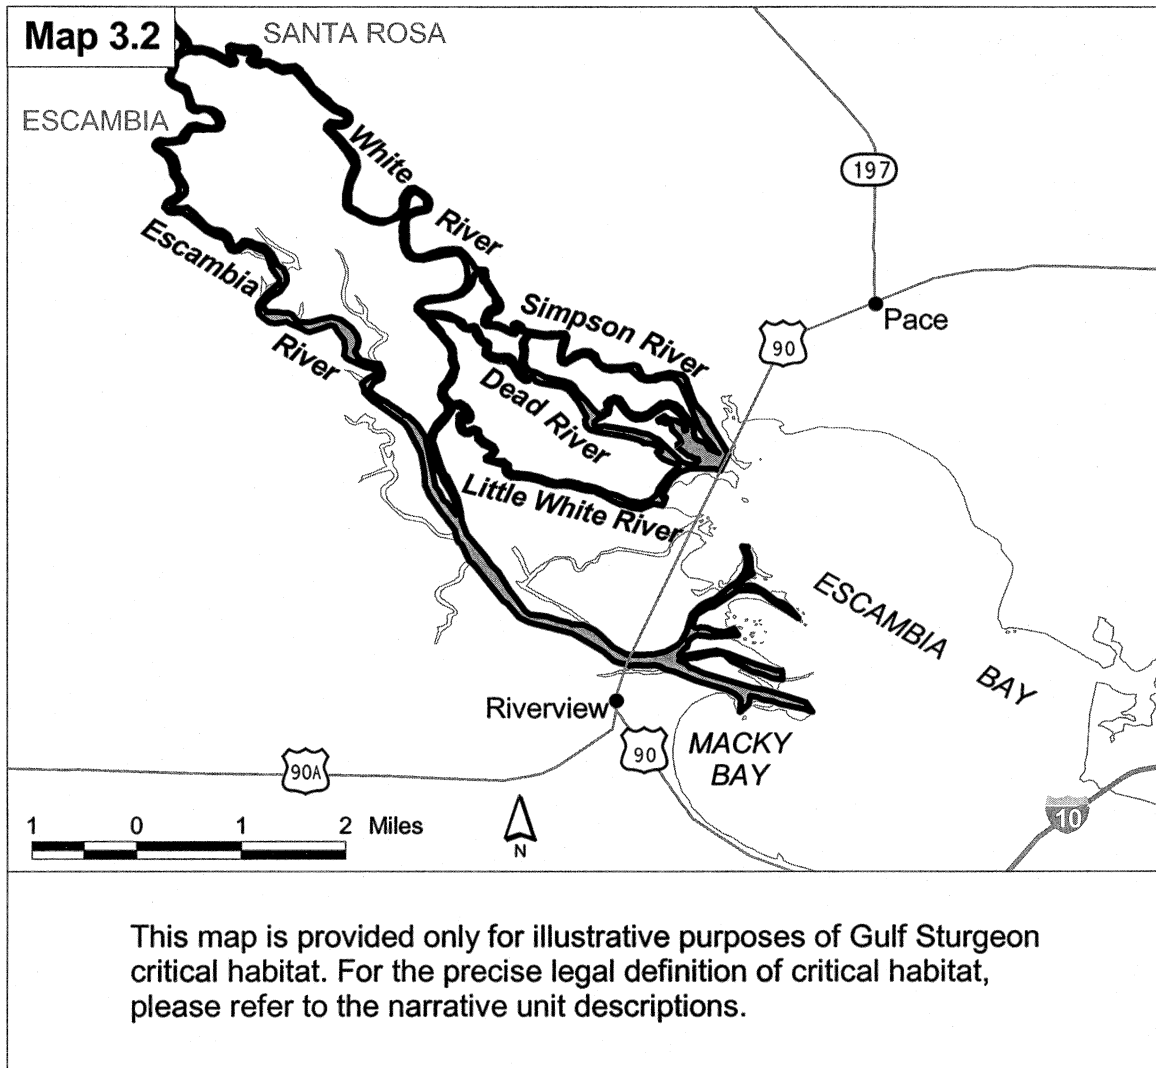 Map 3.2
SANTA ROSA
ESCAMBIA
White
River
197
Escambia
River
Simpson River
Pace
90
Dead River
Little White River
ESCAMBIA
BAY
Riverview
90
MACKY
BAY
90A
10
1 0 1 2 Miles
N
This map is provided only for illustrative purposes of Gulf Sturgeon
critical habitat. For the precise legal definition of critical habitat,
please refer to the narrative unit descriptions.